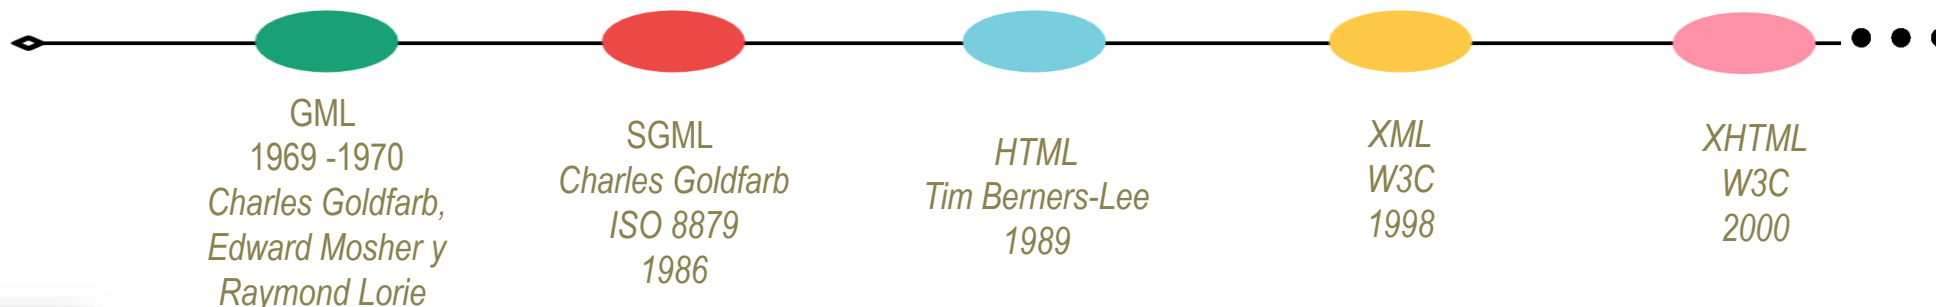 GML
1969 -1970
Charles Goldfarb,
Edward Mosher y
Raymond Lorie
SGML
Charles Goldfarb
ISO 8879
1986
HTML
Tim Berners-Lee
1989
XML
W3C
1998
XHTML
W3C
2000